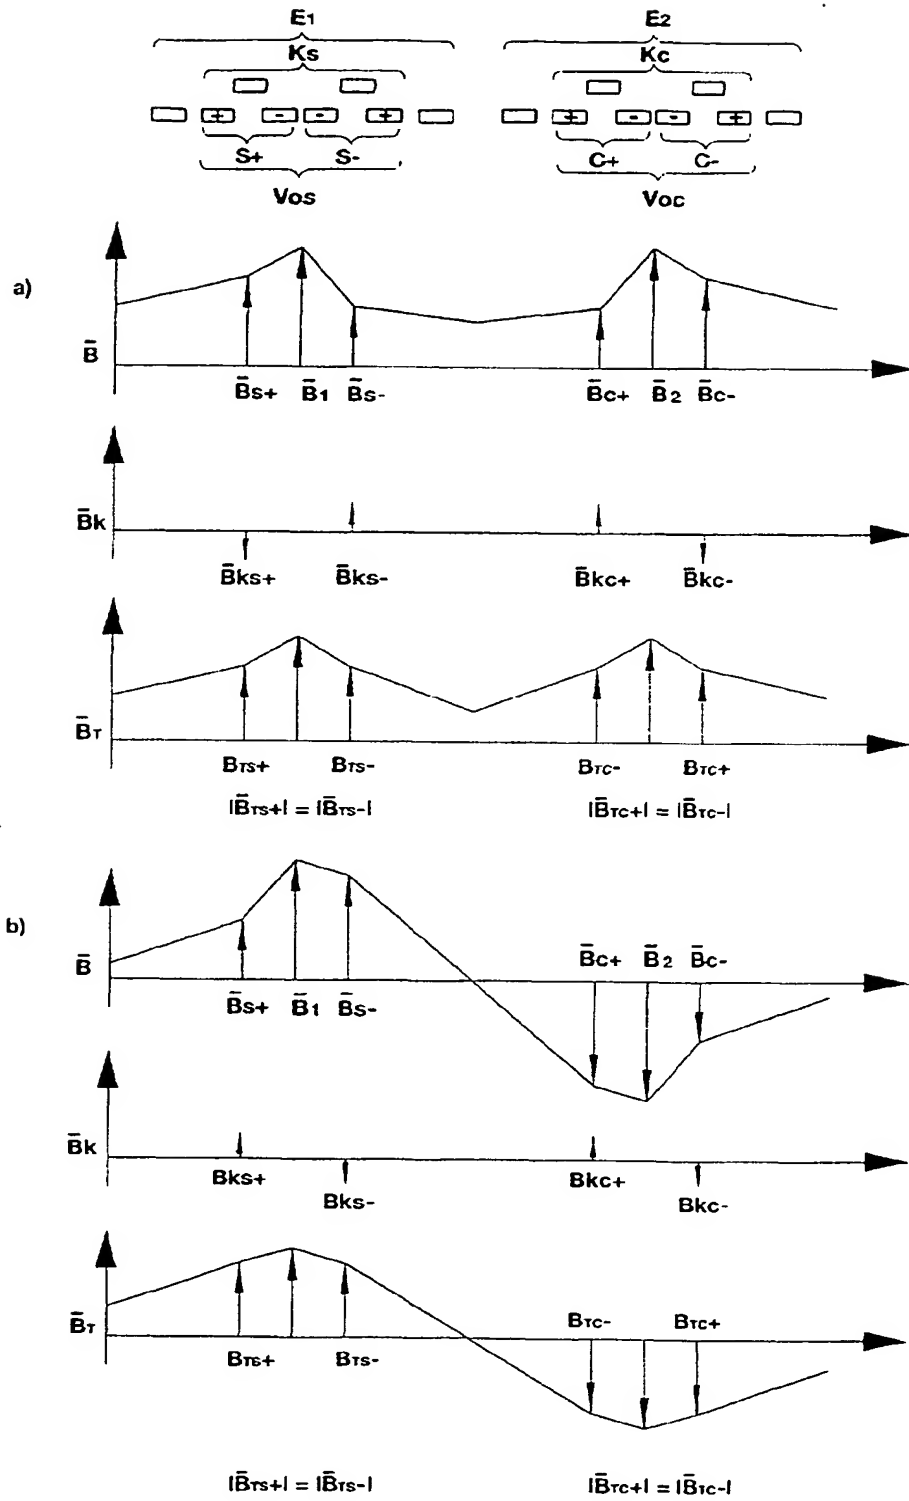 E1 E2
Ks Kc
+ - - + + - - +
S+ S- C+ C-
Vos Voc
a)
B̄
B̄s+ B̄1 B̄s- B̄c+ B̄2 B̄c-
B̄k
B̄ks+ B̄ks- B̄kc+ B̄kc-
B̄T
BTS+ BTS- BTC- BTC+
|B̄TS+| = |B̄TS-| |B̄TC+| = |B̄TC-|
b)
B̄
B̄c+ B̄2 B̄c-
B̄s+ B̄1 B̄s-
B̄k
Bks+ Bks- Bkc+ Bkc-
B̄T
BTC- BTC+
BTS+ BTS-
|B̄TS+| = |B̄TS-| |B̄TC+| = |B̄TC-|